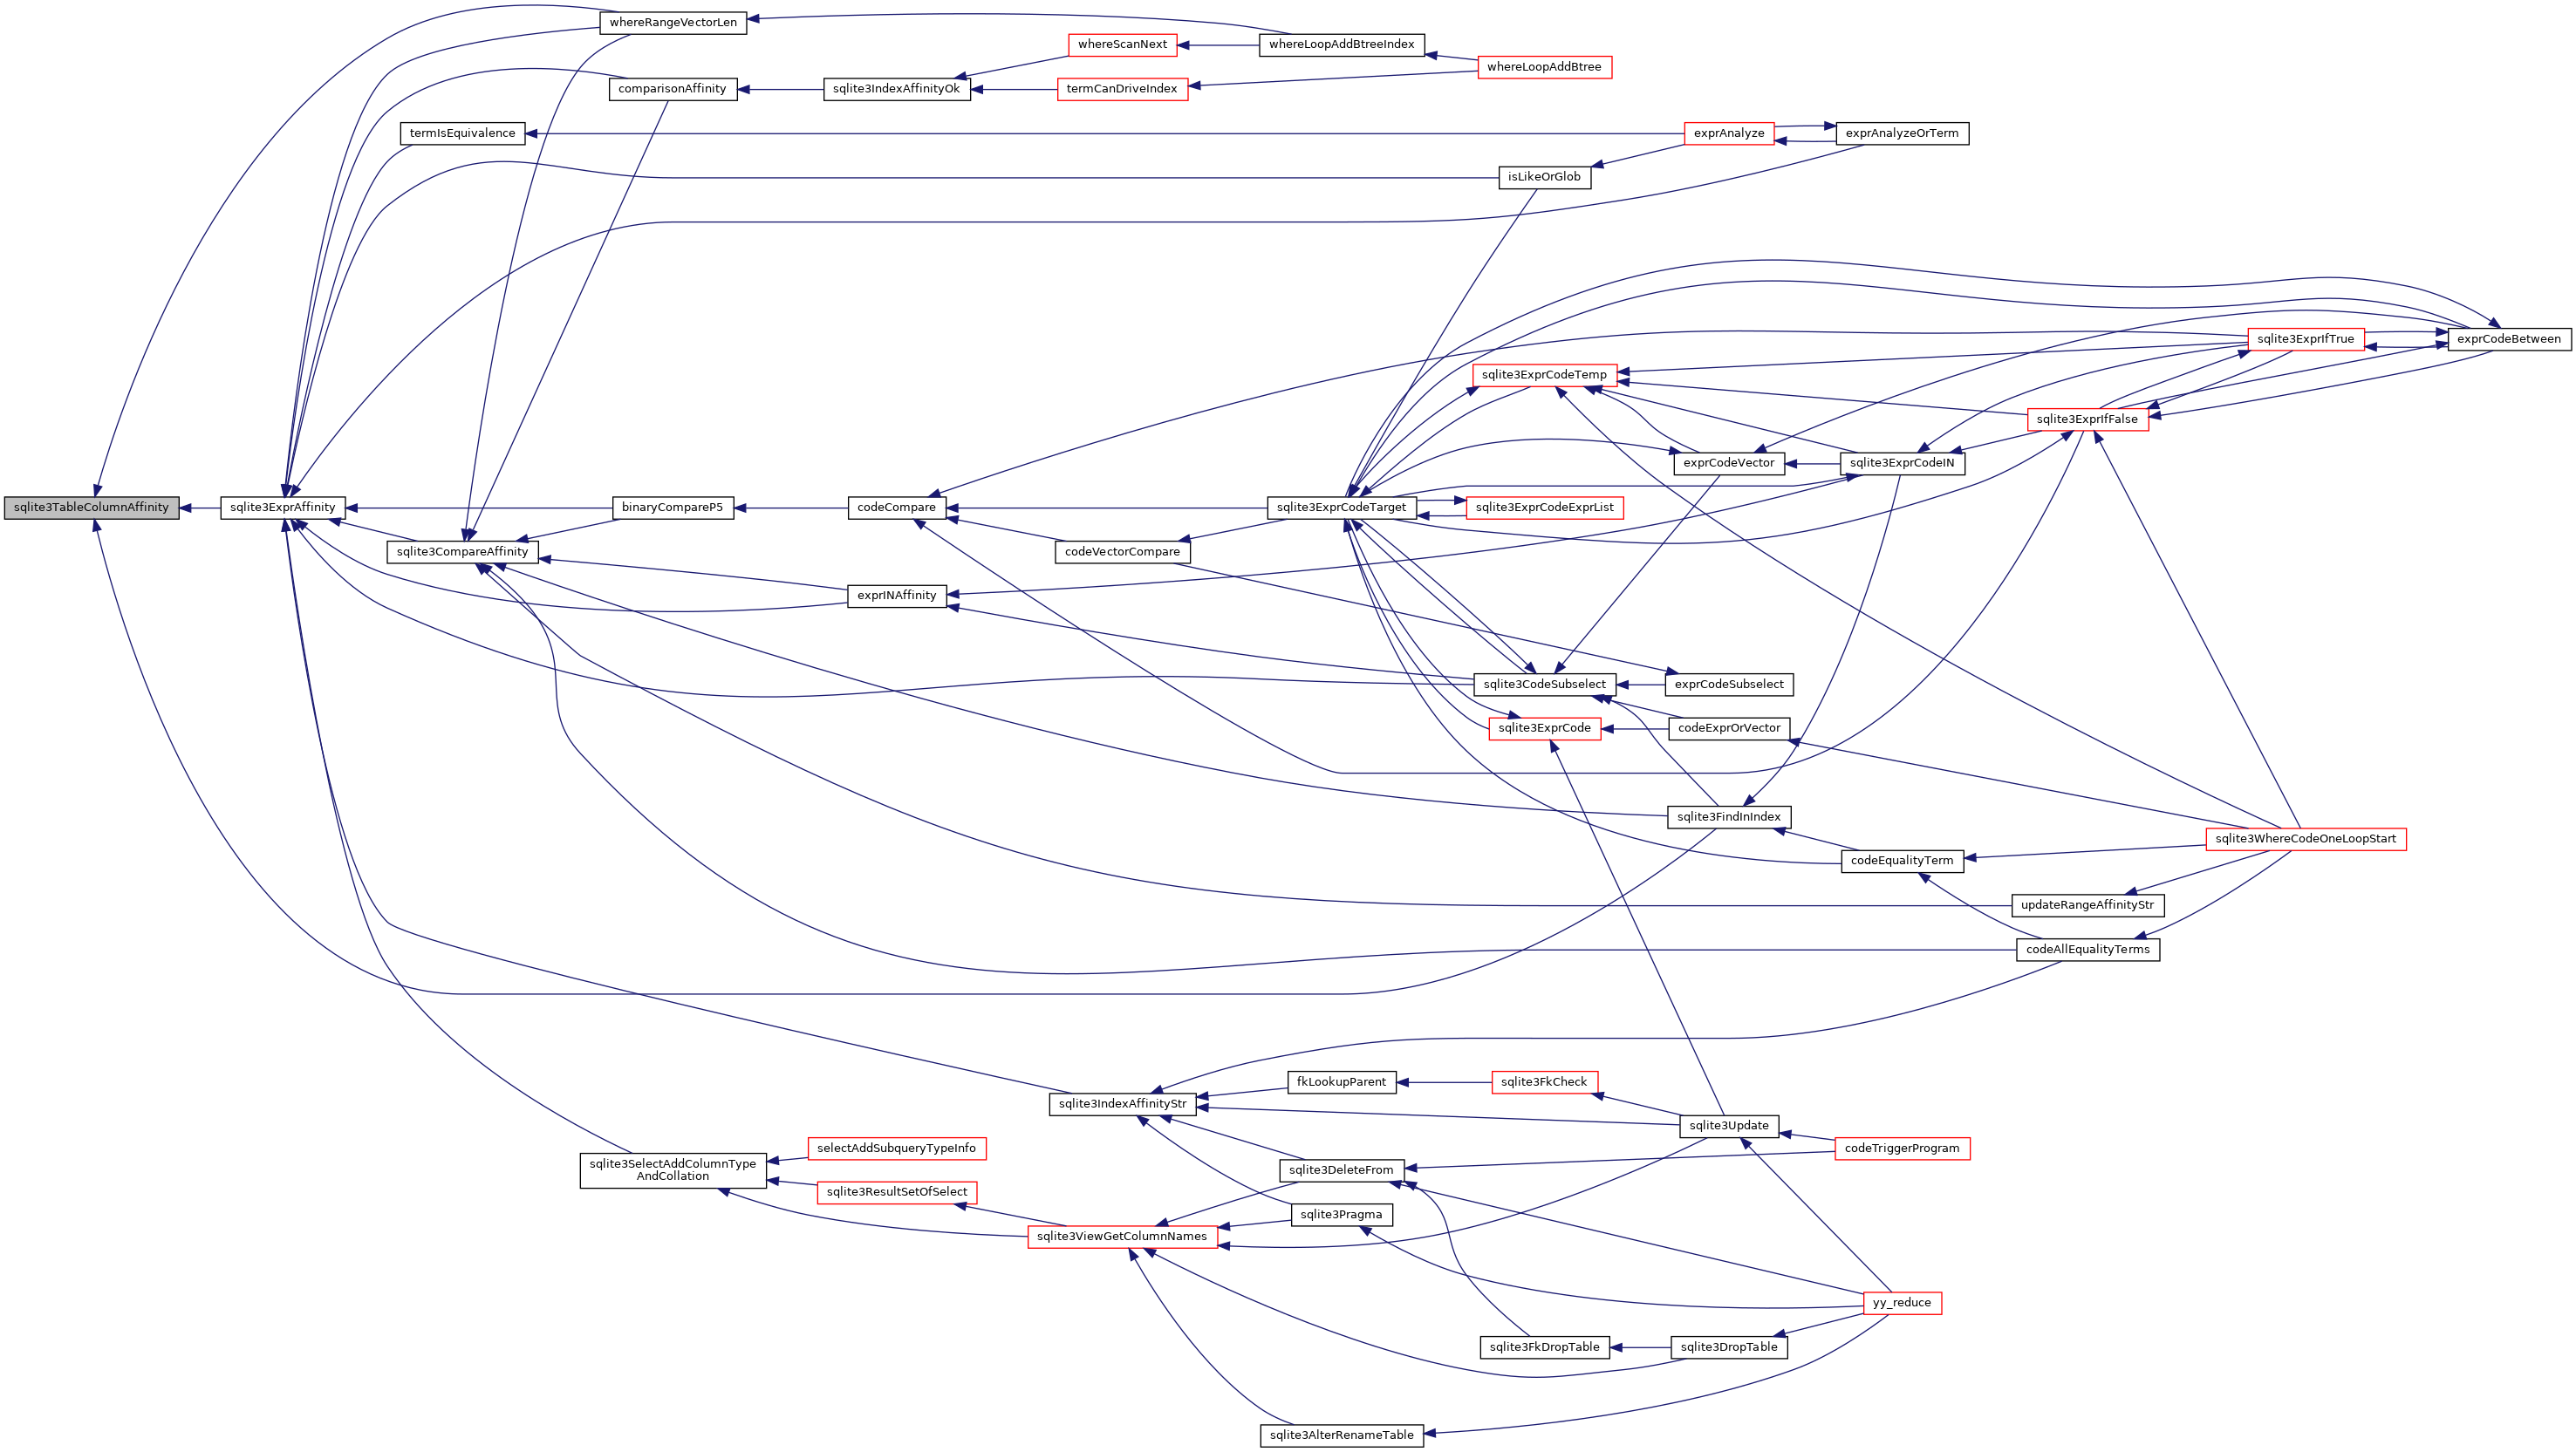 whereRangeVectorLen
whereScanNext
whereLoopAddBtreeIndex
whereLoopAddBtree
comparisonAffinity
sqlite3IndexAffinityOk
termCanDriveIndex
termIsEquivalence
exprAnalyze
exprAnalyzeOrTerm
isLikeOrGlob
sqlite3ExprIfTrue
exprCodeBetween
sqlite3ExprCodeTemp
sqlite3ExprIfFalse
exprCodeVector
sqlite3ExprCodeIN
sqlite3TableColumnAffinity
sqlite3ExprAffinity
binaryCompareP5
codeCompare
sqlite3ExprCodeTarget
sqlite3ExprCodeExprList
sqlite3CompareAffinity
codeVectorCompare
exprINAffinity
sqlite3CodeSubselect
exprCodeSubselect
sqlite3ExprCode
codeExprOrVector
sqlite3FindInIndex
sqlite3WhereCodeOneLoopStart
codeEqualityTerm
updateRangeAffinityStr
codeAllEqualityTerms
fkLookupParent
sqlite3FkCheck
sqlite3IndexAffinityStr
sqlite3Update
selectAddSubqueryTypeInfo
codeTriggerProgram
sqlite3SelectAddColumnType
AndCollation
sqlite3DeleteFrom
sqlite3ResultSetOfSelect
sqlite3Pragma
sqlite3ViewGetColumnNames
yy_reduce
sqlite3FkDropTable
sqlite3DropTable
sqlite3AlterRenameTable